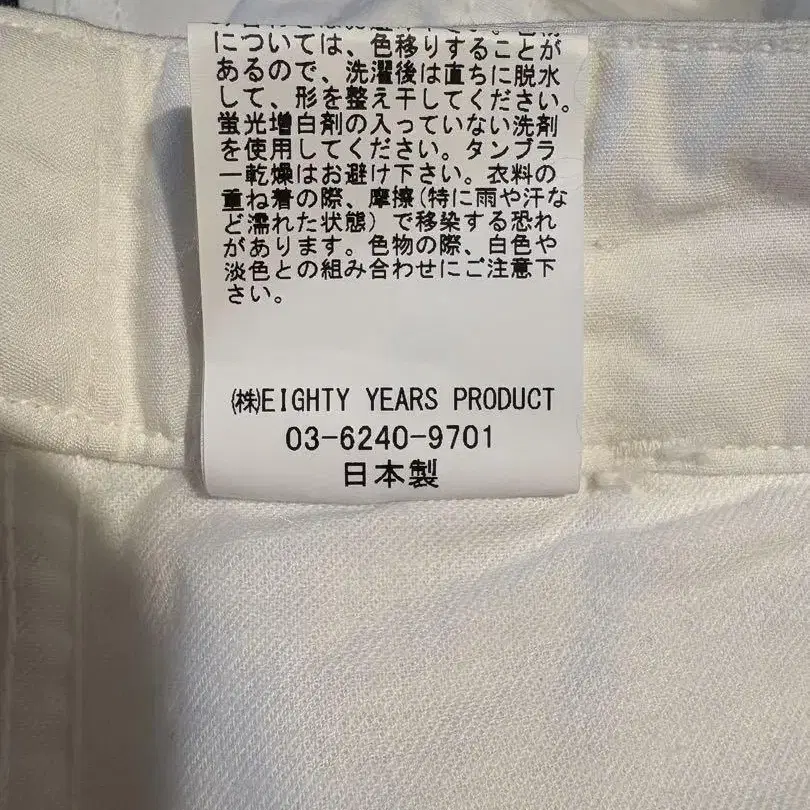 については、色移りすることが
あるので、洗濯後は直ちに脱水
して、形を整え干してください。
蛍光増白剤の入っていない洗剤
を使用してください。タンブラ
ー乾燥はお避け下さい。衣料の
重ね着の際、摩擦(特に雨や汗な
ど濡れた状態)で移染する恐れ
があります。色物の際、白色や
淡色との組み合わせにご注意下
さい。
㈱EIGHTY YEARS PRODUCT
03-6240-9701
日本製